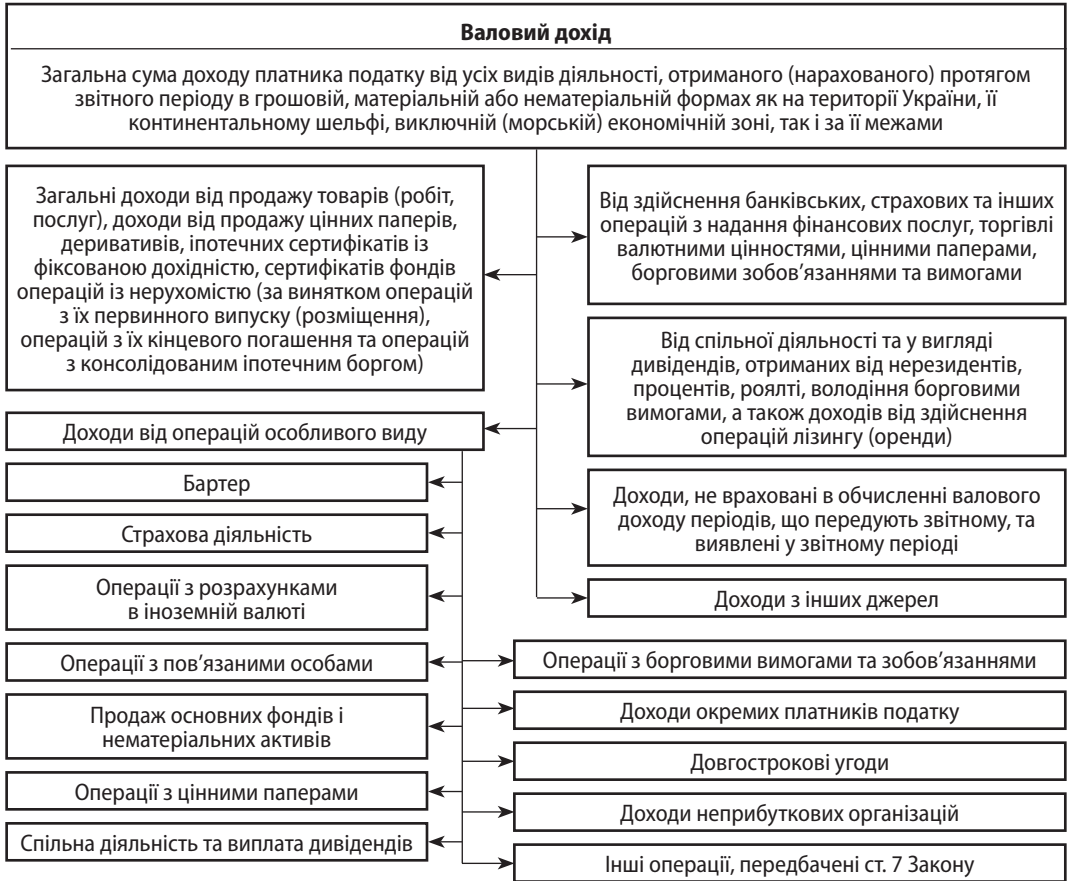 Валовий дохід
Загальна сума доходу платника податку від усіх видів діяльності, отриманого (нарахованого) протягом
звітного періоду в грошовій, матеріальній або нематеріальній формах як на території України, її
континентальному шельфі, виключній (морській) економічній зоні, так і за її межами
Загальні доходи від продажу товарів (робіт,
послуг), доходи від продажу цінних паперів,
деривативів, іпотечних сертифікатів із
фіксованою дохідністю, сертифікатів фондів
операцій із нерухомістю (за винятком операцій
з їх первинного випуску (розміщення),
операцій з їх кінцевого погашення та операцій
з консолідованим іпотечним боргом)
Від здійснення банківських, страхових та інших
операцій з надання фінансових послуг, торгівлі
валютними цінностями, цінними паперами,
борговими зобов’язаннями та вимогами
Від спільної діяльності та у вигляді
дивідендів, отриманих від нерезидентів,
процентів, роялті, володіння борговими
вимогами, а також доходів від здійснення
операцій лізингу (оренди)
Доходи, не враховані в обчисленні валового
доходу періодів, що передують звітному, та
виявлені у звітному періоді
Доходи з інших джерел
Доходи від операцій особливого виду
Бартер
Страхова діяльність
Операції з розрахунками
в іноземній валюті
Операції з пов’язаними особами
Продаж основних фондів і
нематеріальних активів
Операції з цінними паперами
Спільна діяльність та виплата дивідендів
Операції з борговими вимогами та зобов’язаннями
Доходи окремих платників податку
Довгострокові угоди
Доходи неприбуткових організацій
Інші операції, передбачені ст. 7 Закону